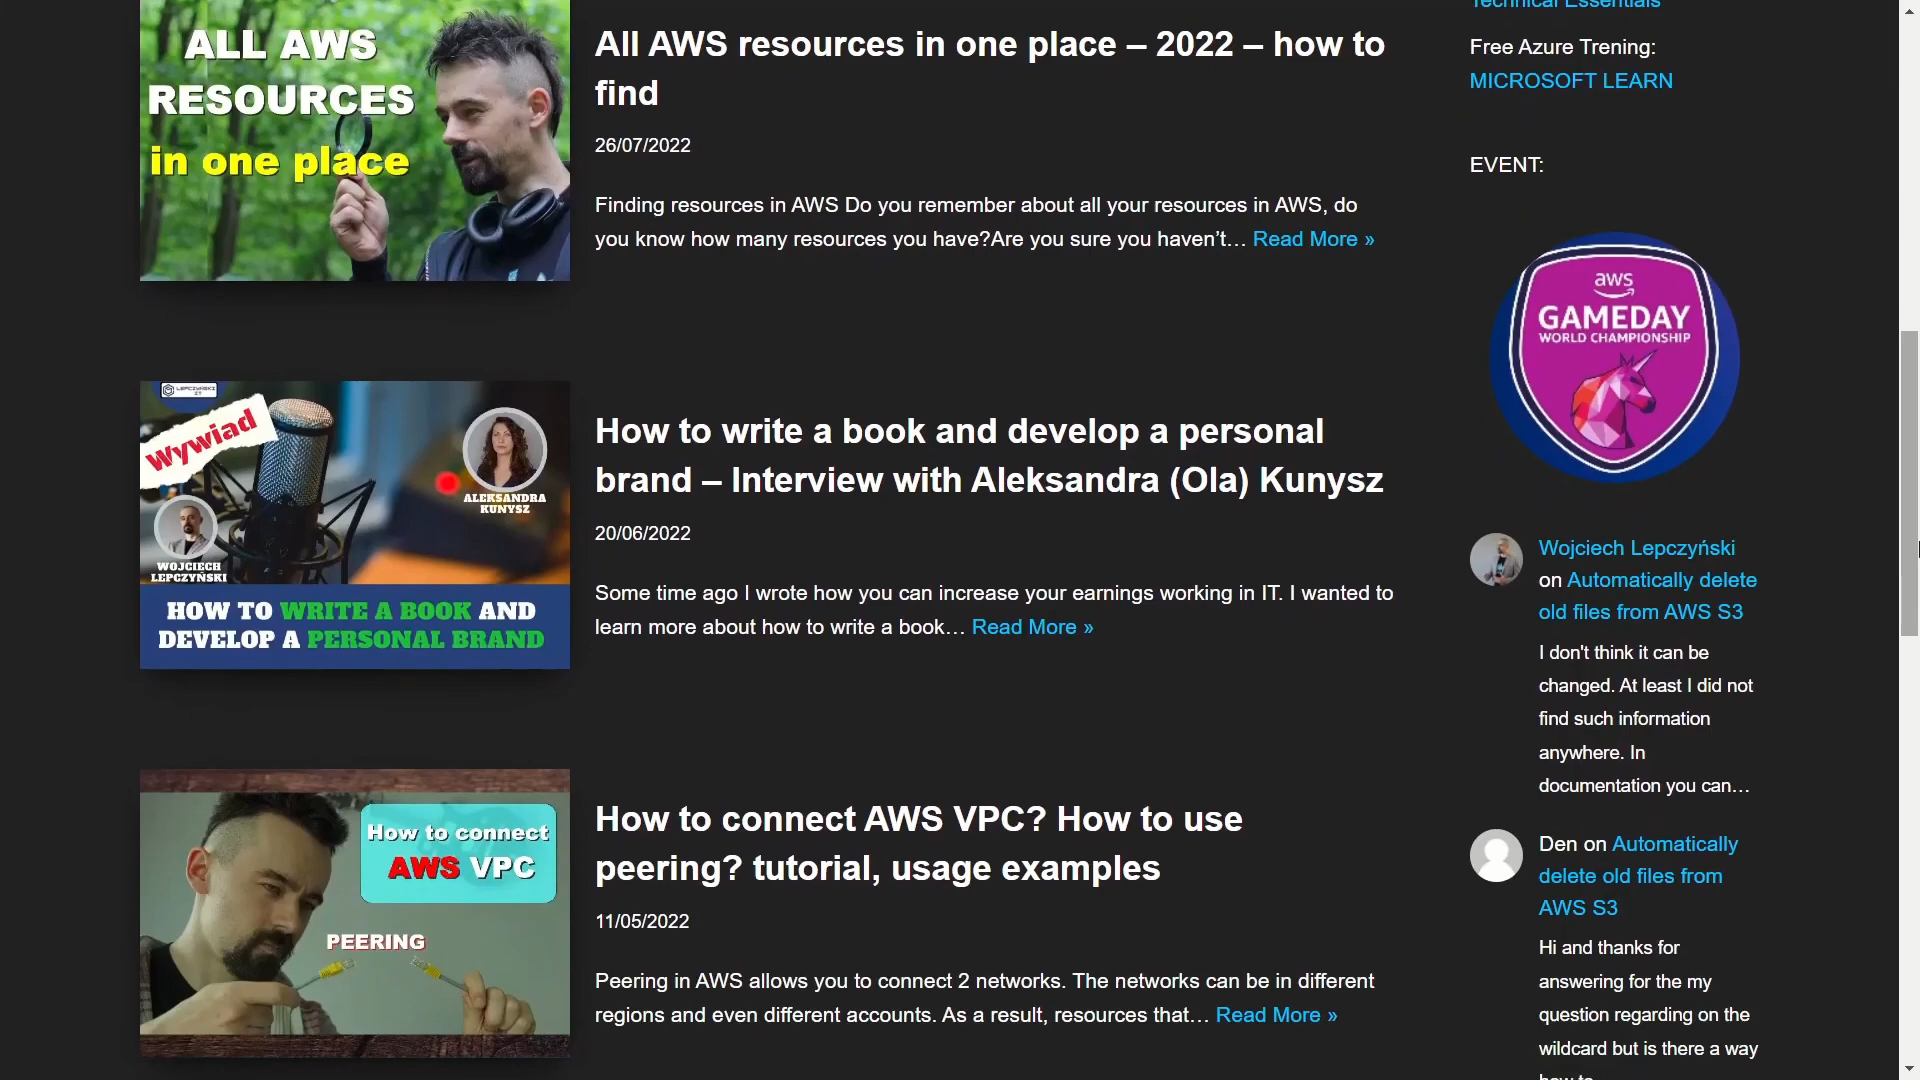 ALL AWS
RESOURCES
in one place
All AWS resources in one place – 2022 – how to
find
26/07/2022
Finding resources in AWS Do you remember about all your resources in AWS, do
you know how many resources you have?Are you sure you haven’t… Read More »
LEPCZYŃSKI
IT
Wywiad
ALEKSANDRA
KUNYSZ
WOJCIECH
LEPCZYŃSKI
HOW TO WRITE A BOOK AND
DEVELOP A PERSONAL BRAND
How to write a book and develop a personal
brand – Interview with Aleksandra (Ola) Kunysz
20/06/2022
Some time ago I wrote how you can increase your earnings working in IT. I wanted to
learn more about how to write a book… Read More »
How to connect
AWS VPC
PEERING
How to connect AWS VPC? How to use
peering? tutorial, usage examples
11/05/2022
Peering in AWS allows you to connect 2 networks. The networks can be in different
regions and even different accounts. As a result, resources that… Read More »
Technical Essentials
Free Azure Trening:
MICROSOFT LEARN
EVENT:
aws
GAMEDAY
WORLD CHAMPIONSHIP
Wojciech Lepczyński
on Automatically delete
old files from AWS S3
I don't think it can be
changed. At least I did not
find such information
anywhere. In
documentation you can…
Den on Automatically
delete old files from
AWS S3
Hi and thanks for
answering for the my
question regarding on the
wildcard but is there a way